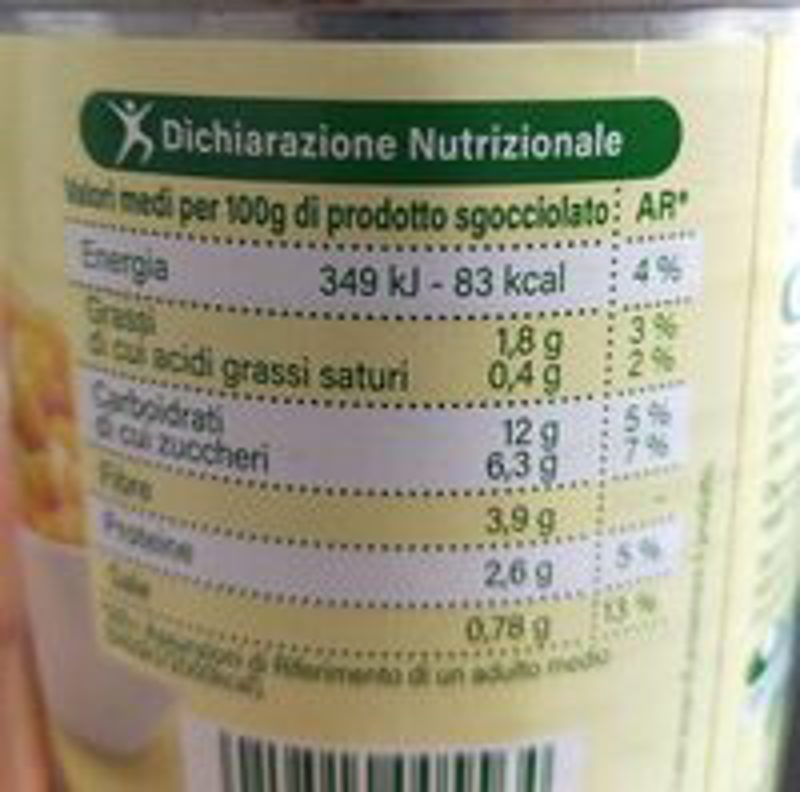 Dichiarazione Nutrizionale
Valori medi per 100g di prodotto sgocciolato: AR*
Energia 349 kJ - 83 kcal 4 %
Grassi 1,8 g 3 %
di cui acidi grassi saturi 0,4 g 2 %
Carboidrati 12 g 5 %
di cui zuccheri 6,3 g 7 %
Fibre 3,9 g -
Proteine 2,6 g 5 %
Sale 0,78 g 13 %
Assunzioni di Riferimento di un adulto medio